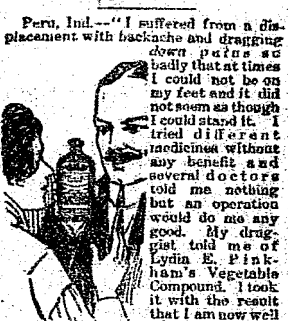 Peru, Ind.--"I suffered from a dis-
placement with backache and dragging
down pains so
badly that at times
I could not be on
my feet and it did
not seem as though
I could stand it. I
tried different
medicines without
any benefit and
several doctors
told me nothing
but an operation
would do me any
good. My drug-
gist told me of
Lydia E. Pink-
ham's Vegetable
Compound. I took
it with the result
that I am now well